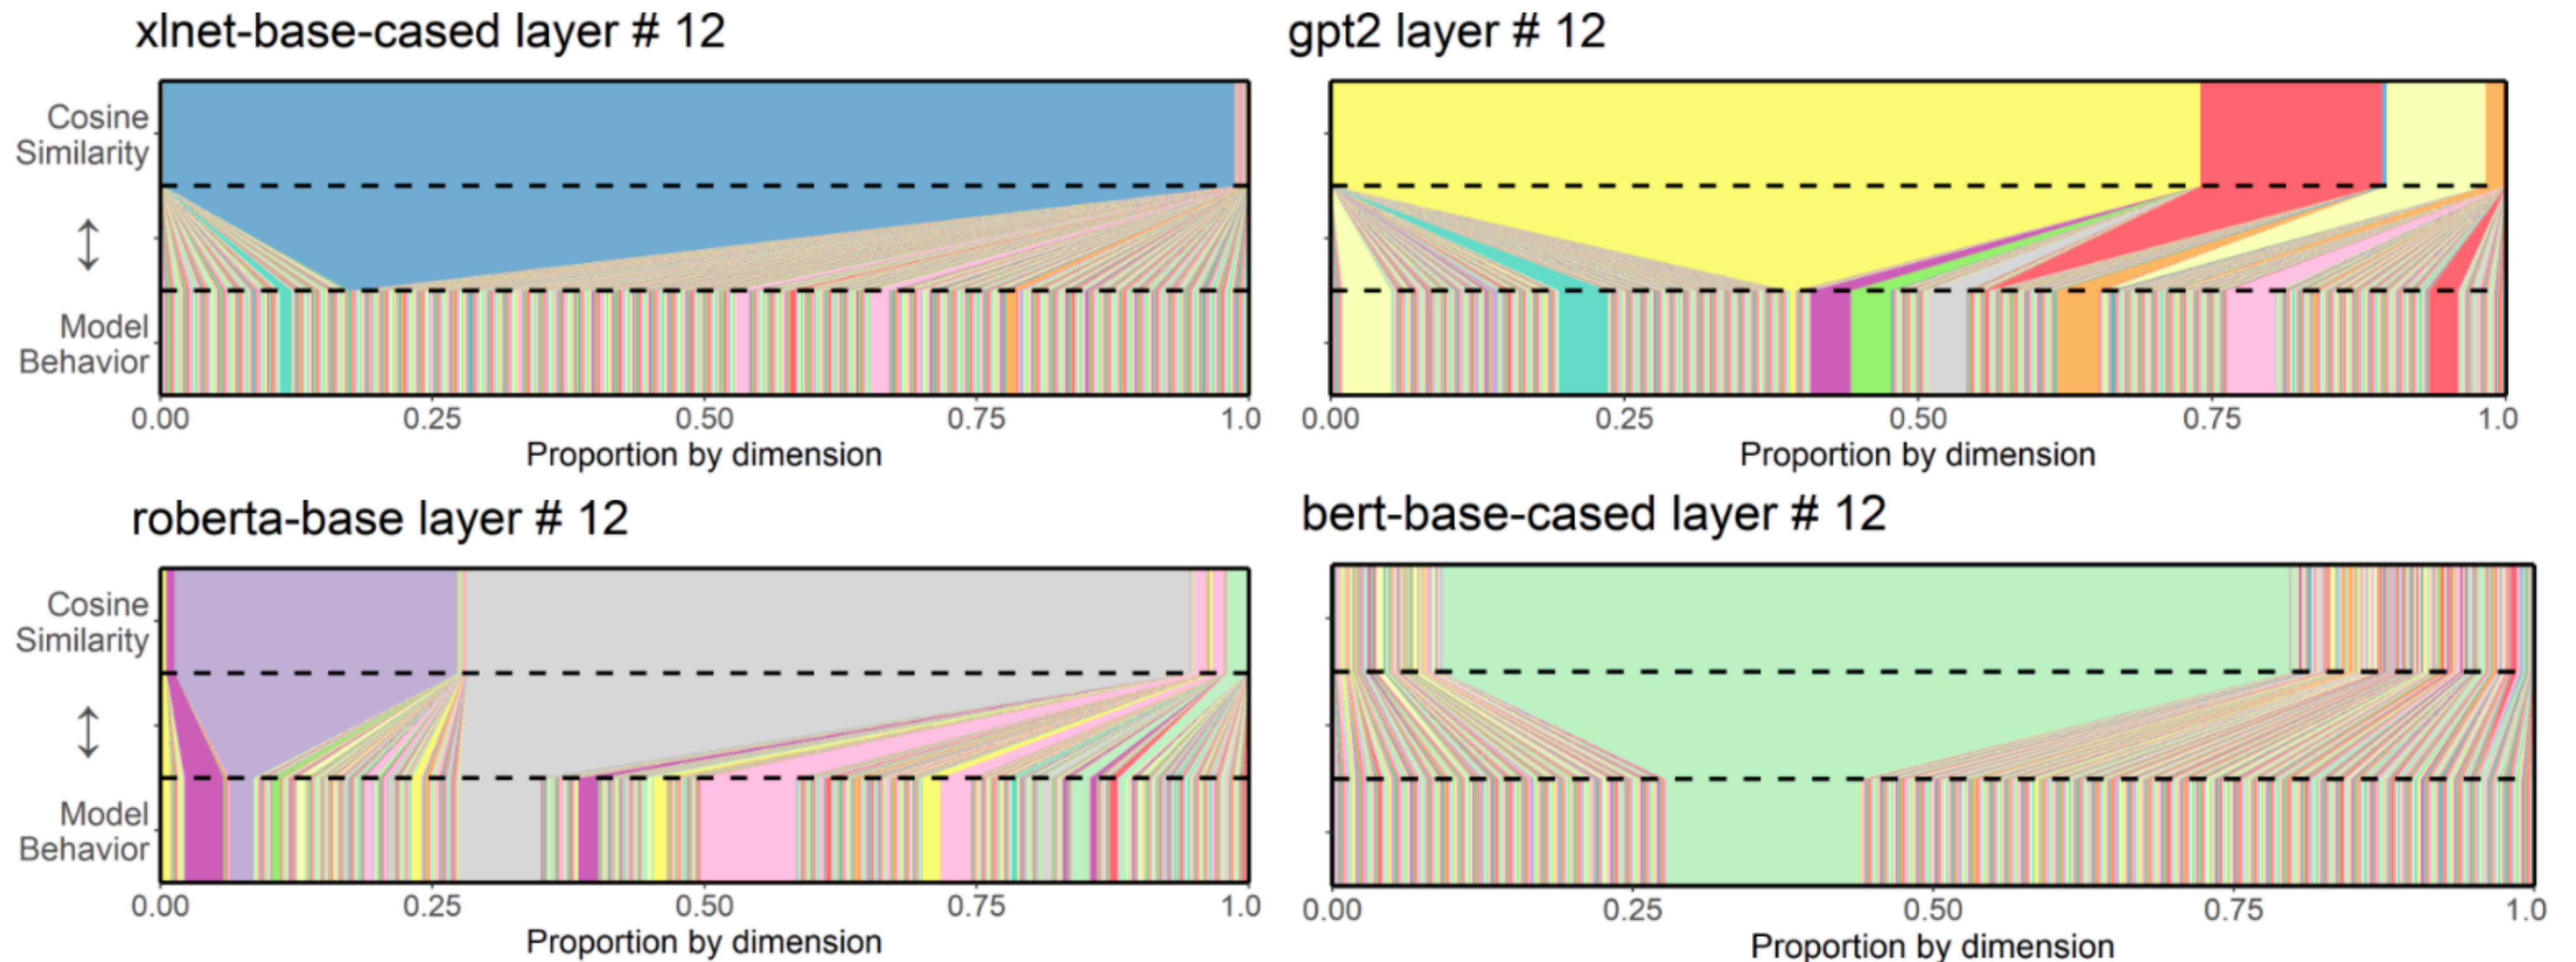 xlnet-base-cased layer # 12
Cosine
Similarity
↕
Model
Behavior
0.00 0.25 0.50 0.75 1.0
Proportion by dimension
gpt2 layer # 12
0.00 0.25 0.50 0.75 1.0
Proportion by dimension
roberta-base layer # 12
Cosine
Similarity
↕
Model
Behavior
0.00 0.25 0.50 0.75 1.0
Proportion by dimension
bert-base-cased layer # 12
0.00 0.25 0.50 0.75 1.0
Proportion by dimension